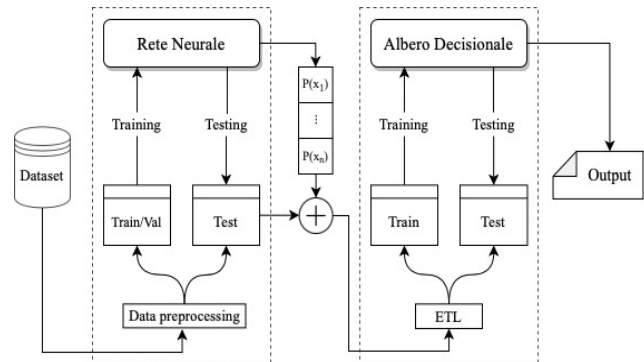 Rete Neurale
Albero Decisionale
P(x₁)
⋮
P(xₙ)
Training
Testing
Training
Testing
Dataset
Output
Train/Val
Test
+
Train
Test
Data preprocessing
ETL